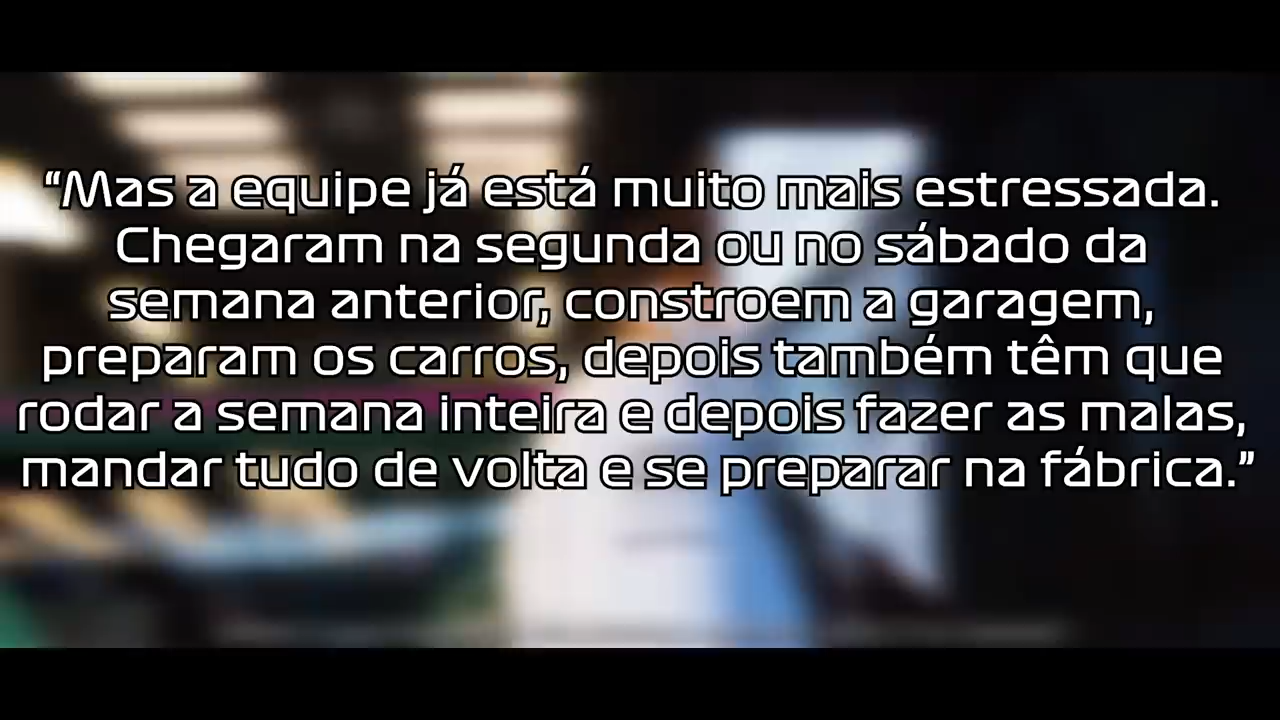 “Mas a equipe já está muito mais estressada.
Chegaram na segunda ou no sábado da
semana anterior, constroem a garagem,
preparam os carros, depois também têm que
rodar a semana inteira e depois fazer as malas,
mandar tudo de volta e se preparar na fábrica.”